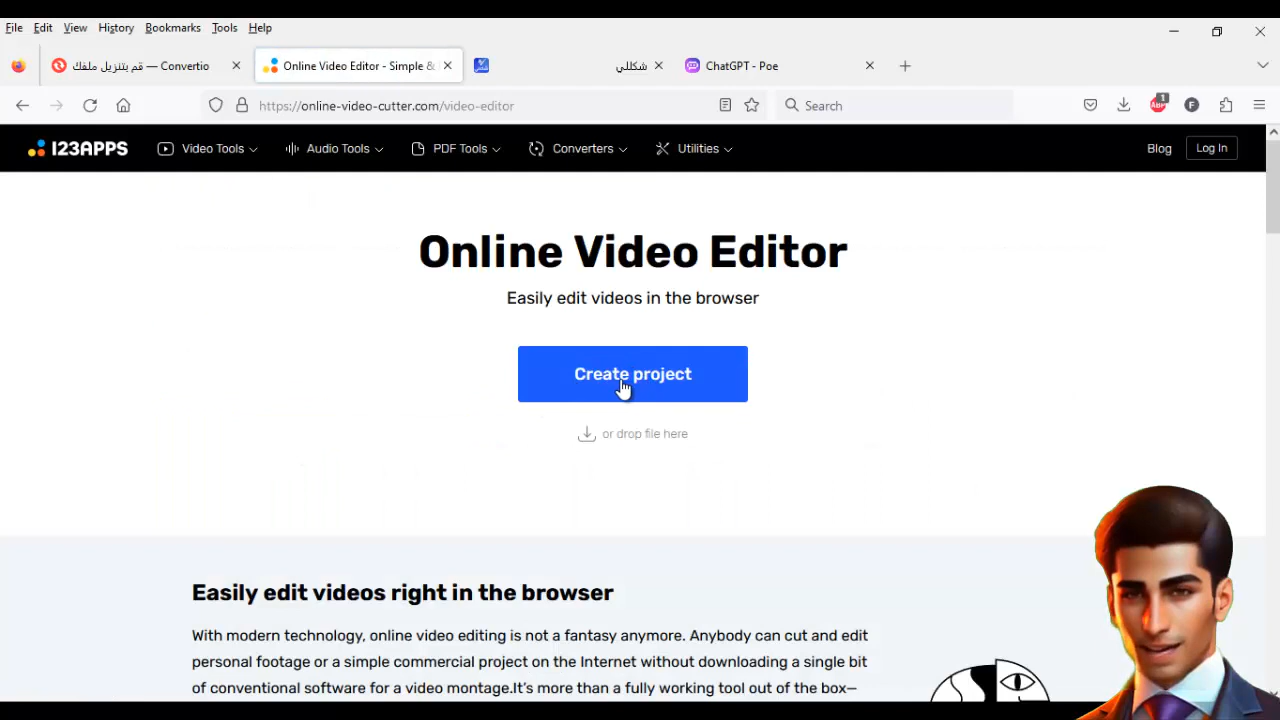 File Edit View History Bookmarks Tools Help
قم بتنزيل ملفك — Convertio
Online Video Editor - Simple &
شكللي
ChatGPT - Poe
https://online-video-cutter.com/video-editor
Search
ABP 1
F
123APPS Video Tools Audio Tools PDF Tools Converters Utilities Blog Log In
Online Video Editor
Easily edit videos in the browser
Create project
or drop file here
Easily edit videos right in the browser
With modern technology, online video editing is not a fantasy anymore. Anybody can cut and edit
personal footage or a simple commercial project on the Internet without downloading a single bit
of conventional software for a video montage.It's more than a fully working tool out of the box—